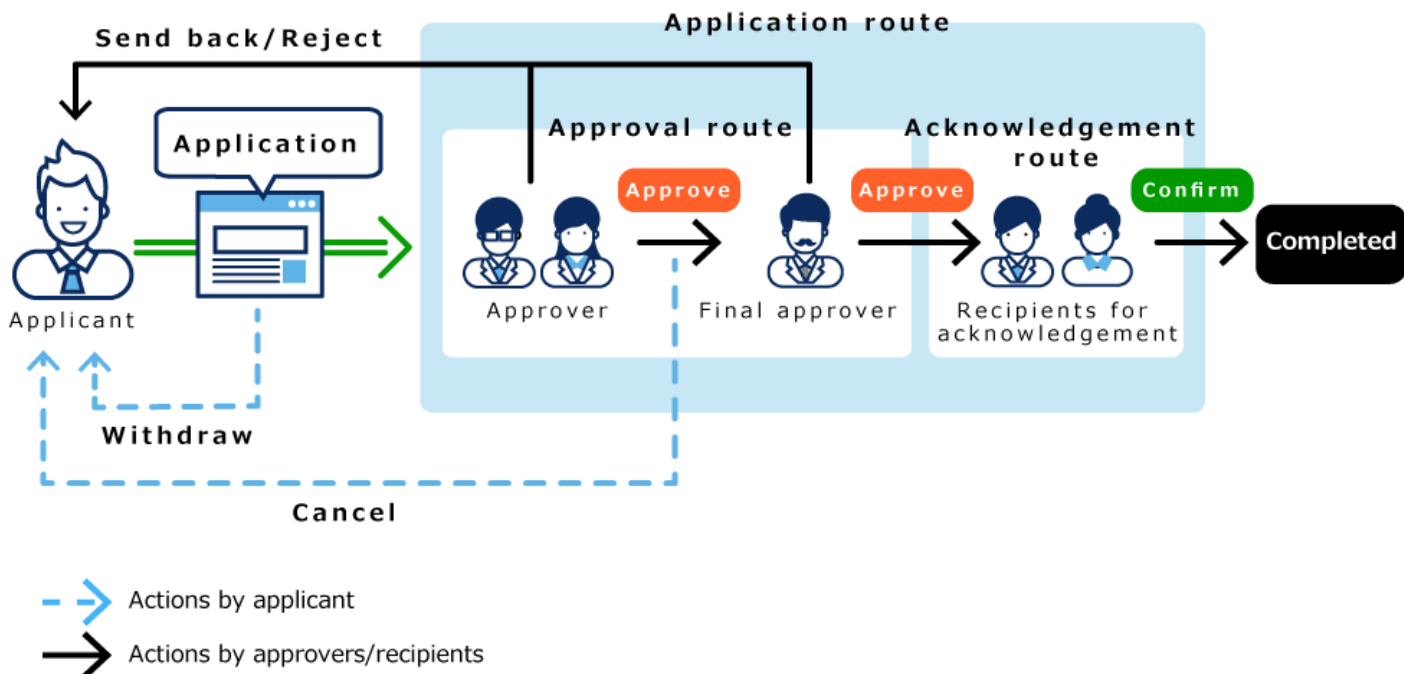 Application route
Send back/Reject
Application
Approval route
Acknowledgement
route
Approve
Approve
Confirm
Completed
Applicant
Approver
Final approver
Recipients for
acknowledgement
Withdraw
Cancel
Actions by applicant
Actions by approvers/recipients